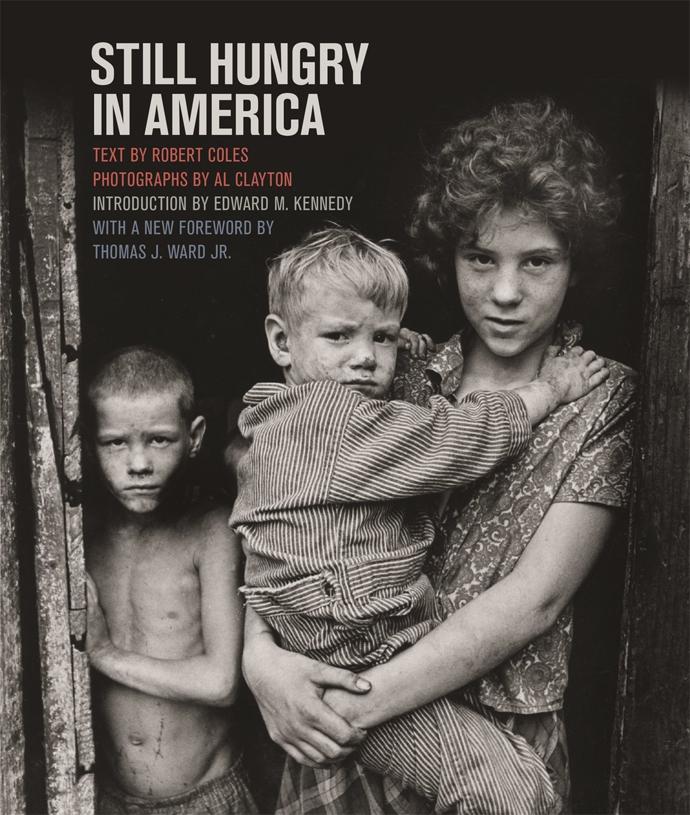 STILL HUNGRY
IN AMERICA
TEXT BY ROBERT COLES
PHOTOGRAPHS BY AL CLAYTON
INTRODUCTION BY EDWARD M. KENNEDY
WITH A NEW FOREWORD BY
THOMAS J. WARD JR.